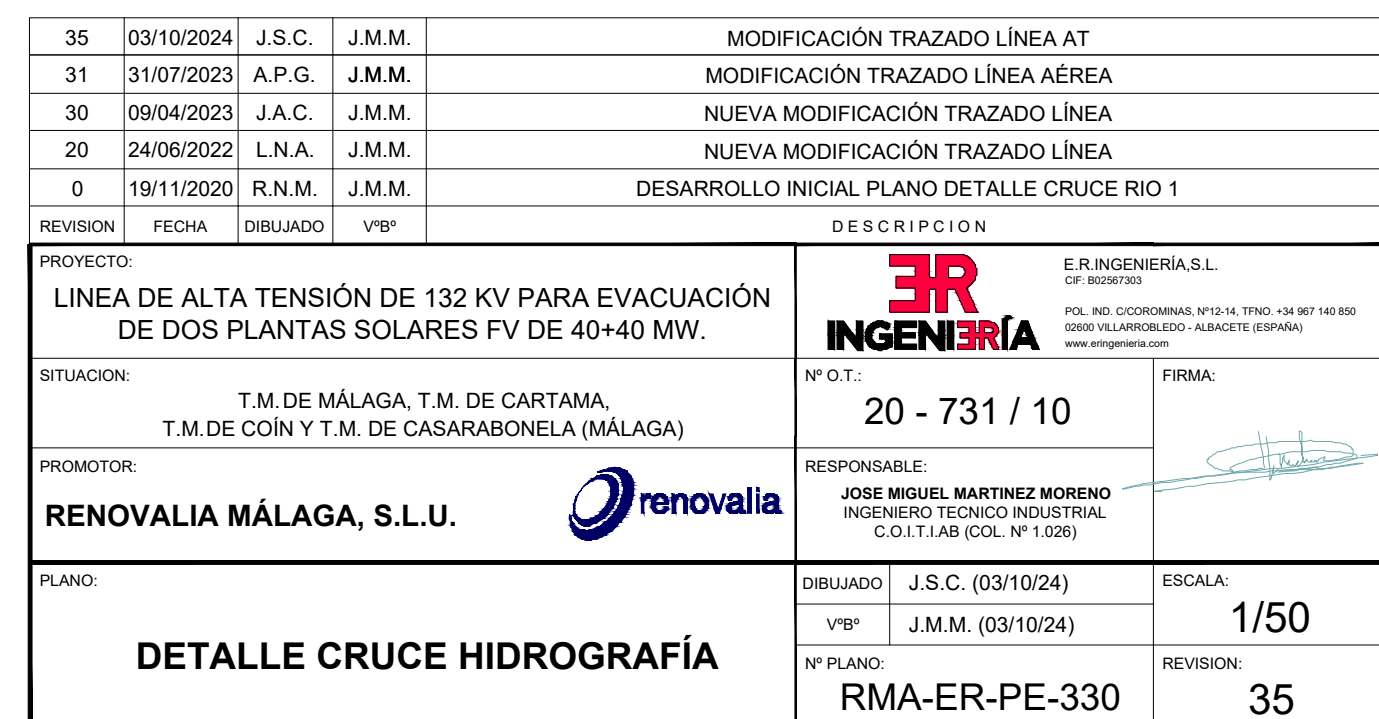 35 03/10/2024 J.S.C. J.M.M. MODIFICACIÓN TRAZADO LÍNEA AT
31 31/07/2023 A.P.G. J.M.M. MODIFICACIÓN TRAZADO LÍNEA AÉREA
30 09/04/2023 J.A.C. J.M.M. NUEVA MODIFICACIÓN TRAZADO LÍNEA
20 24/06/2022 L.N.A. J.M.M. NUEVA MODIFICACIÓN TRAZADO LÍNEA
0 19/11/2020 R.N.M. J.M.M. DESARROLLO INICIAL PLANO DETALLE CRUCE RIO 1
REVISION FECHA DIBUJADO VºBº DESCRIPCION
PROYECTO:
LINEA DE ALTA TENSIÓN DE 132 KV PARA EVACUACIÓN
DE DOS PLANTAS SOLARES FV DE 40+40 MW.
ER
INGENIERÍA
E.R.INGENIERÍA,S.L.
CIF: B02567303
POL. IND. C/COROMINAS, Nº12-14, TFNO. +34 967 140 850
02600 VILLARROBLEDO - ALBACETE (ESPAÑA)
www.eringenieria.com
SITUACION:
T.M. DE MÁLAGA, T.M. DE CARTAMA,
T.M. DE COÍN Y T.M. DE CASARABONELA (MÁLAGA)
Nº O.T.:
20 - 731 / 10
FIRMA:
PROMOTOR:
RENOVALIA MÁLAGA, S.L.U.
renovalia
RESPONSABLE:
JOSE MIGUEL MARTINEZ MORENO
INGENIERO TECNICO INDUSTRIAL
C.O.I.T.I.AB (COL. Nº 1.026)
PLANO:
DETALLE CRUCE HIDROGRAFÍA
DIBUJADO J.S.C. (03/10/24)
VºBº J.M.M. (03/10/24)
ESCALA:
1/50
Nº PLANO:
RMA-ER-PE-330
REVISION:
35